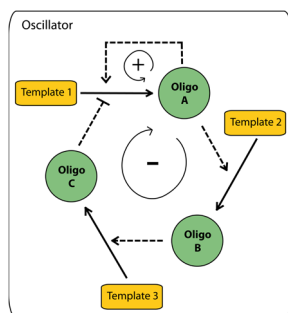 Oscillator
+
Template 1
Oligo
A
Template 2
Oligo
C
-
Oligo
B
Template 3